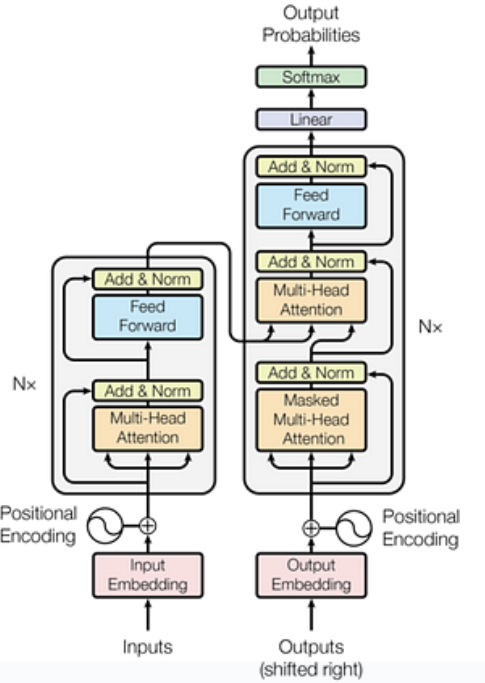 Output
Probabilities
Softmax
Linear
Add & Norm
Feed
Forward
Add & Norm
Multi-Head
Attention
Nx
Add & Norm
Masked
Multi-Head
Attention
Positional
Encoding
Output
Embedding
Outputs
(shifted right)
Add & Norm
Feed
Forward
Nx
Add & Norm
Multi-Head
Attention
Positional
Encoding
Input
Embedding
Inputs